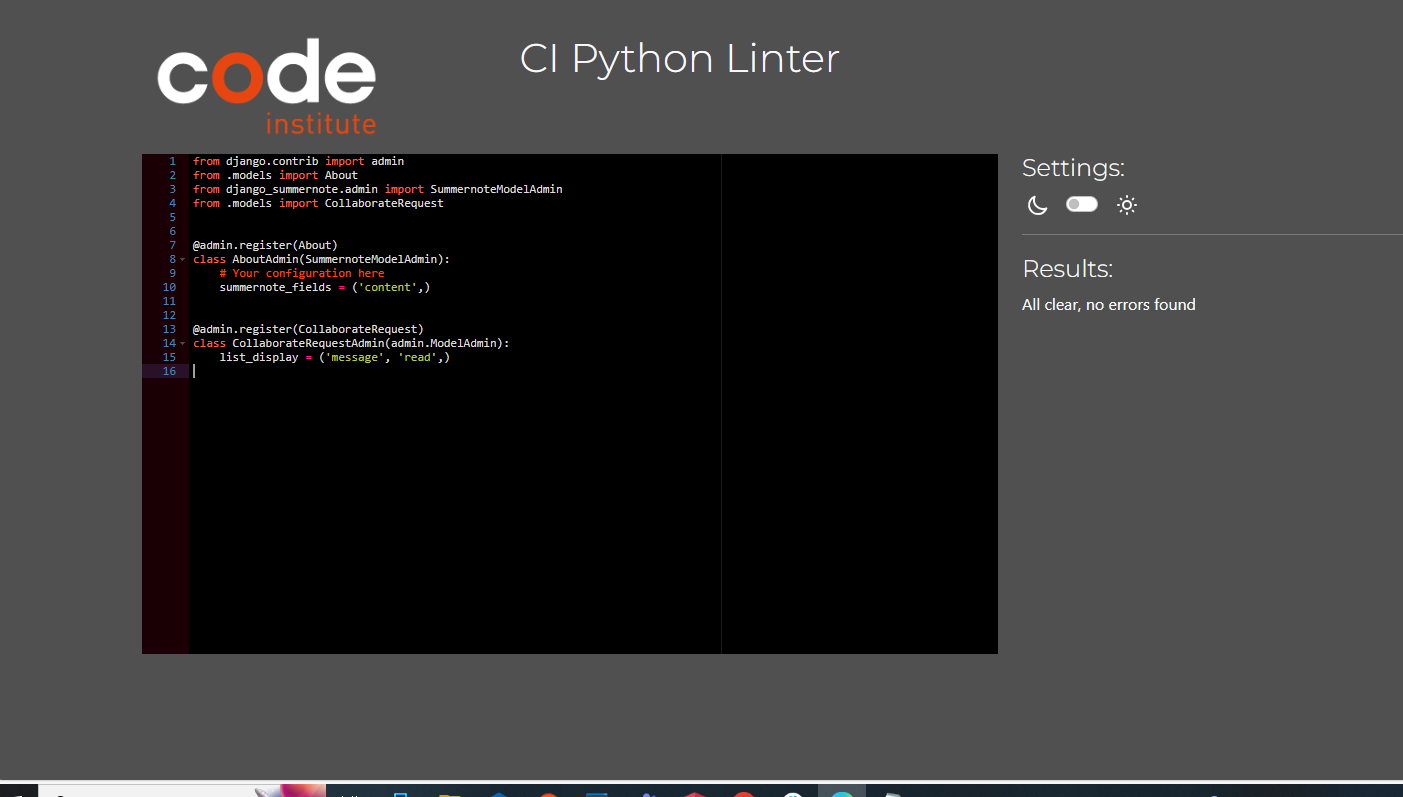 code
institute
CI Python Linter
1 from django.contrib import admin
2 from .models import About
3 from django_summernote.admin import SummernoteModelAdmin
4 from .models import CollaborateRequest
5
6
7 @admin.register(About)
8 class AboutAdmin(SummernoteModelAdmin):
9     # Your configuration here
10     summernote_fields = ('content',)
11
12
13 @admin.register(CollaborateRequest)
14 class CollaborateRequestAdmin(admin.ModelAdmin):
15     list_display = ('message', 'read',)
16
Settings:
Results:
All clear, no errors found